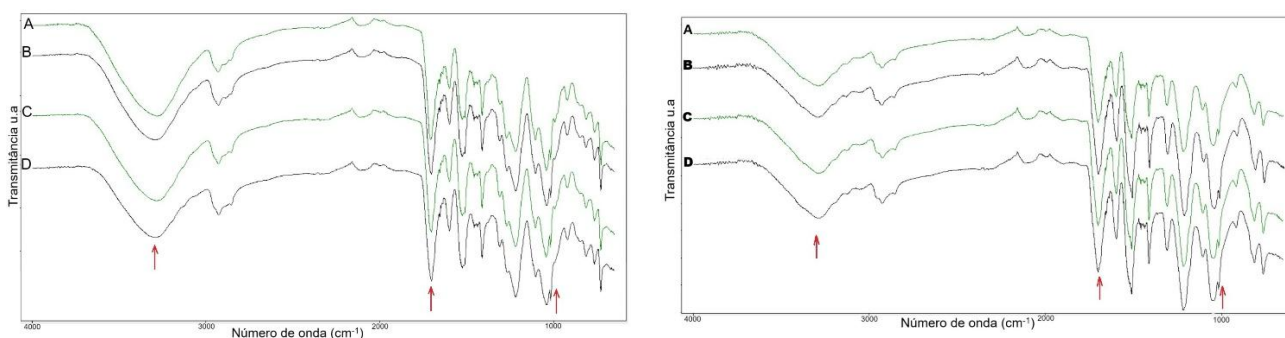 A
B
C
D
Transmitância u.a
4000
3000
2000
1000
Número de onda (cm⁻¹)
A
B
C
D
Transmitância u.a
4000
3000
2000
1000
Número de onda (cm⁻¹)